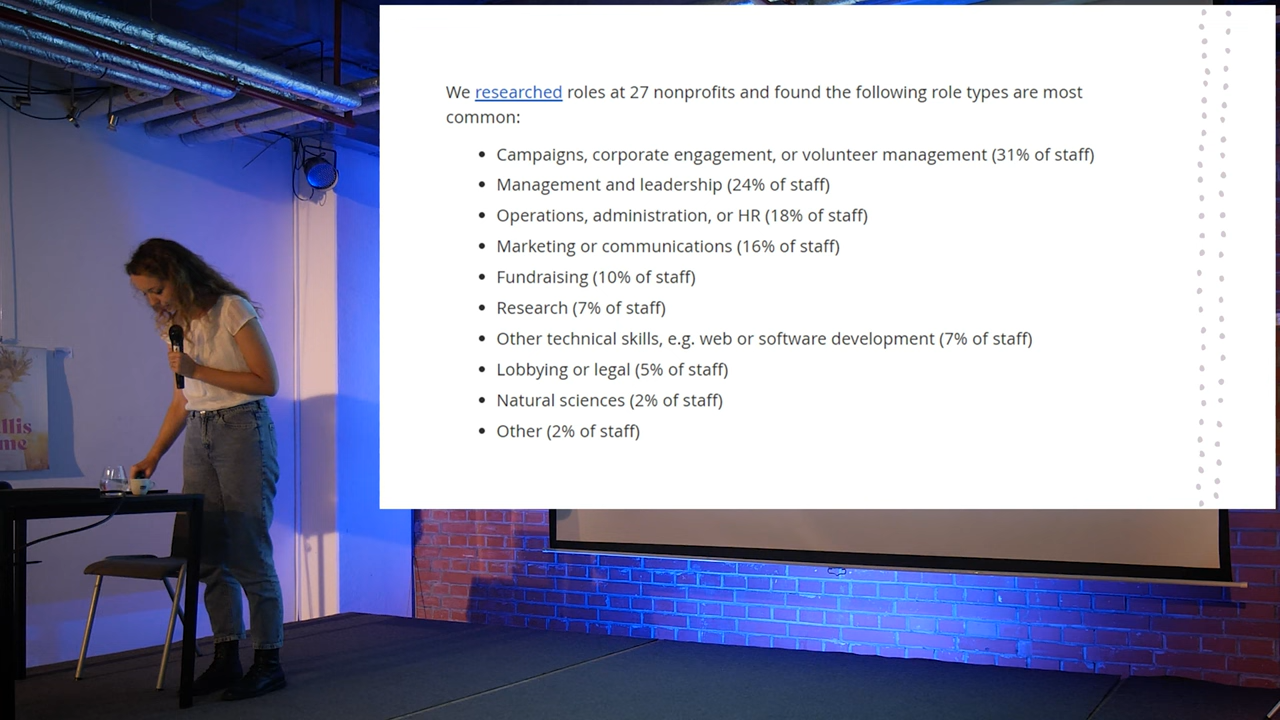 We researched roles at 27 nonprofits and found the following role types are most
common:
• Campaigns, corporate engagement, or volunteer management (31% of staff)
• Management and leadership (24% of staff)
• Operations, administration, or HR (18% of staff)
• Marketing or communications (16% of staff)
• Fundraising (10% of staff)
• Research (7% of staff)
• Other technical skills, e.g. web or software development (7% of staff)
• Lobbying or legal (5% of staff)
• Natural sciences (2% of staff)
• Other (2% of staff)